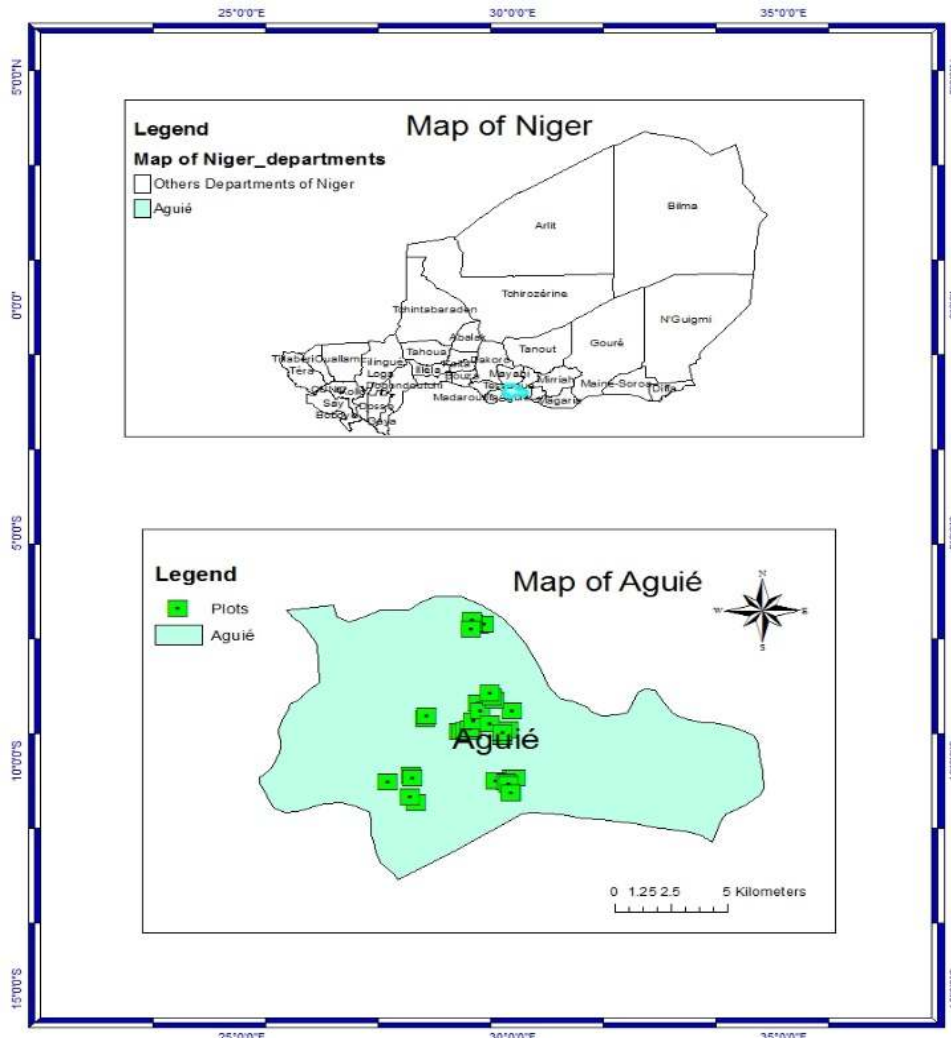 25°0'0"E 30°0'0"E 35°0'0"E
5°0'0"N
0°0'0"
5°0'0"S
10°0'0"S
15°0'0"S
Map of Niger
Legend
Map of Niger_departments
Others Departments of Niger
Aguié
Bilma
Arlit
Tchirozérine
Tchintabaraden
N'Guigmi
Abalak
Gouré
Tanout
Tahoua
Dakoro
Ouallam
Filingué
Téra
Loga
Illéla
Bouza
Mayahi
Mirriah
Maïné-Soroa
Diffa
Say
Magaria
Gaya
Map of Aguié
Legend
Plots
Aguié
N
W E
S
Aguié
0 1.25 2.5 5 Kilometers
25°0'0"E 30°0'0"E 35°0'0"E